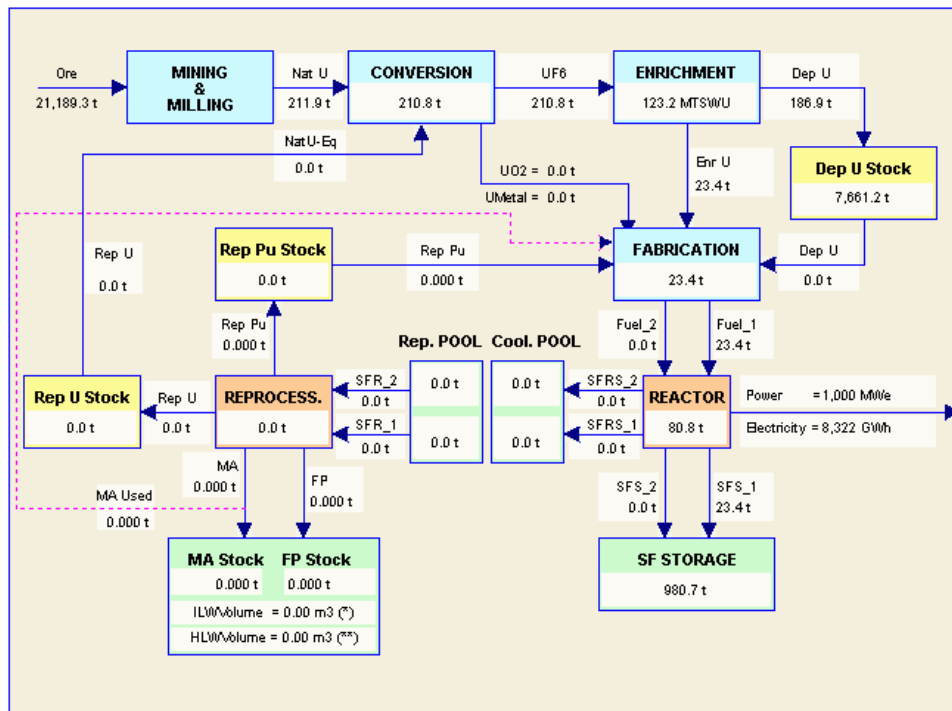 Ore
21,189.3 t
MINING
&
MILLING
Nat U
211.9 t
CONVERSION
210.8 t
UF6
210.8 t
ENRICHMENT
123.2 MTSWU
Dep U
186.9 t
NatU-Eq
0.0 t
UO2 = 0.0 t
UMetal = 0.0 t
Enr U
23.4 t
Dep U Stock
7,661.2 t
Rep U
0.0 t
Rep Pu Stock
0.0 t
Rep Pu
0.000 t
FABRICATION
23.4 t
Dep U
0.0 t
Rep Pu
0.000 t
Rep. POOL
0.0 t
0.0 t
Cool. POOL
0.0 t
0.0 t
Fuel_2
0.0 t
Fuel_1
23.4 t
Rep U Stock
0.0 t
Rep U
0.0 t
REPROCESS.
0.0 t
SFR_2
0.0 t
SFR_1
0.0 t
SFRS_2
0.0 t
SFRS_1
0.0 t
REACTOR
80.8 t
Power = 1,000 MWe
Electricity = 8,322 GWh
MA
0.000 t
FP
0.000 t
MA Used
0.000 t
SFS_2
0.0 t
SFS_1
23.4 t
MA Stock FP Stock
0.000 t 0.000 t
ILWVolume = 0.00 m3 (*)
HLWVolume = 0.00 m3 (**)
SF STORAGE
980.7 t